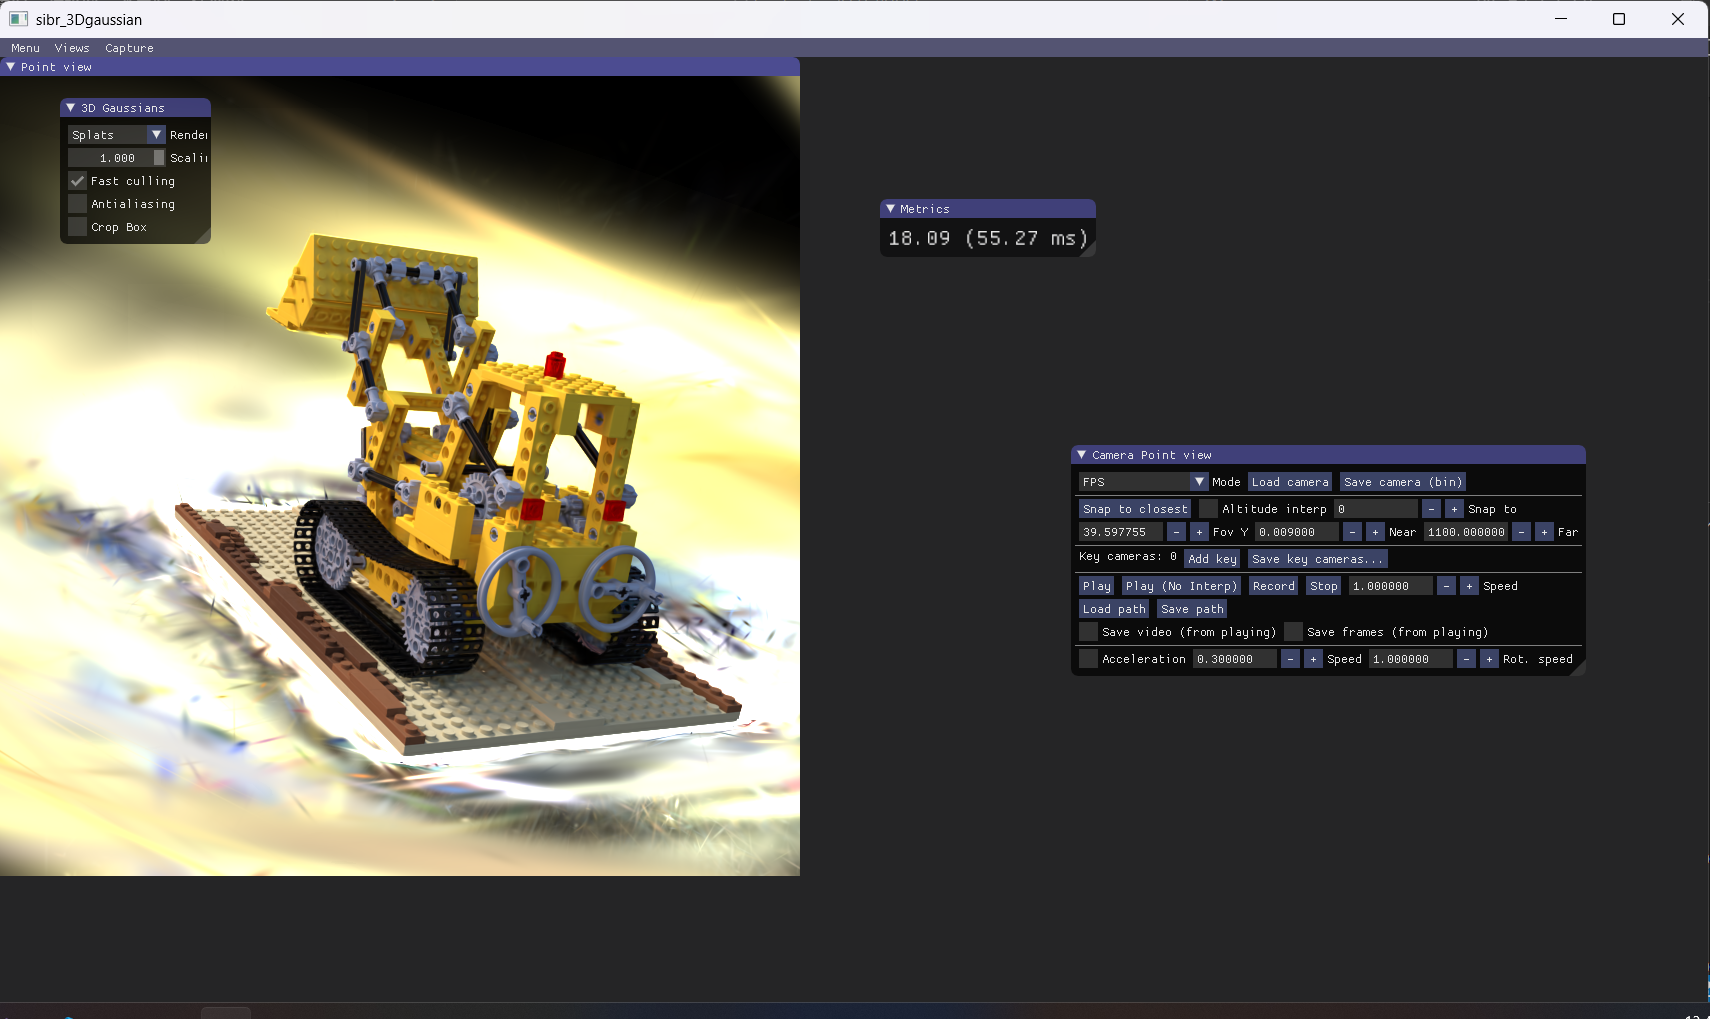 sibr_3Dgaussian
Menu Views Capture
Point view
3D Gaussians
Splats Render
1.000 Scali
Fast culling
Antialiasing
Crop Box
Metrics
18.09 (55.27 ms)
Camera Point view
FPS Mode Load camera Save camera (bin)
Snap to closest Altitude interp 0 - + Snap to
39.597755 - + Fov Y 0.009000 - + Near 1100.000000 - + Far
Key cameras: 0 Add key Save key cameras...
Play Play (No Interp) Record Stop 1.000000 - + Speed
Load path Save path
Save video (from playing) Save frames (from playing)
Acceleration 0.300000 - + Speed 1.000000 - + Rot. speed